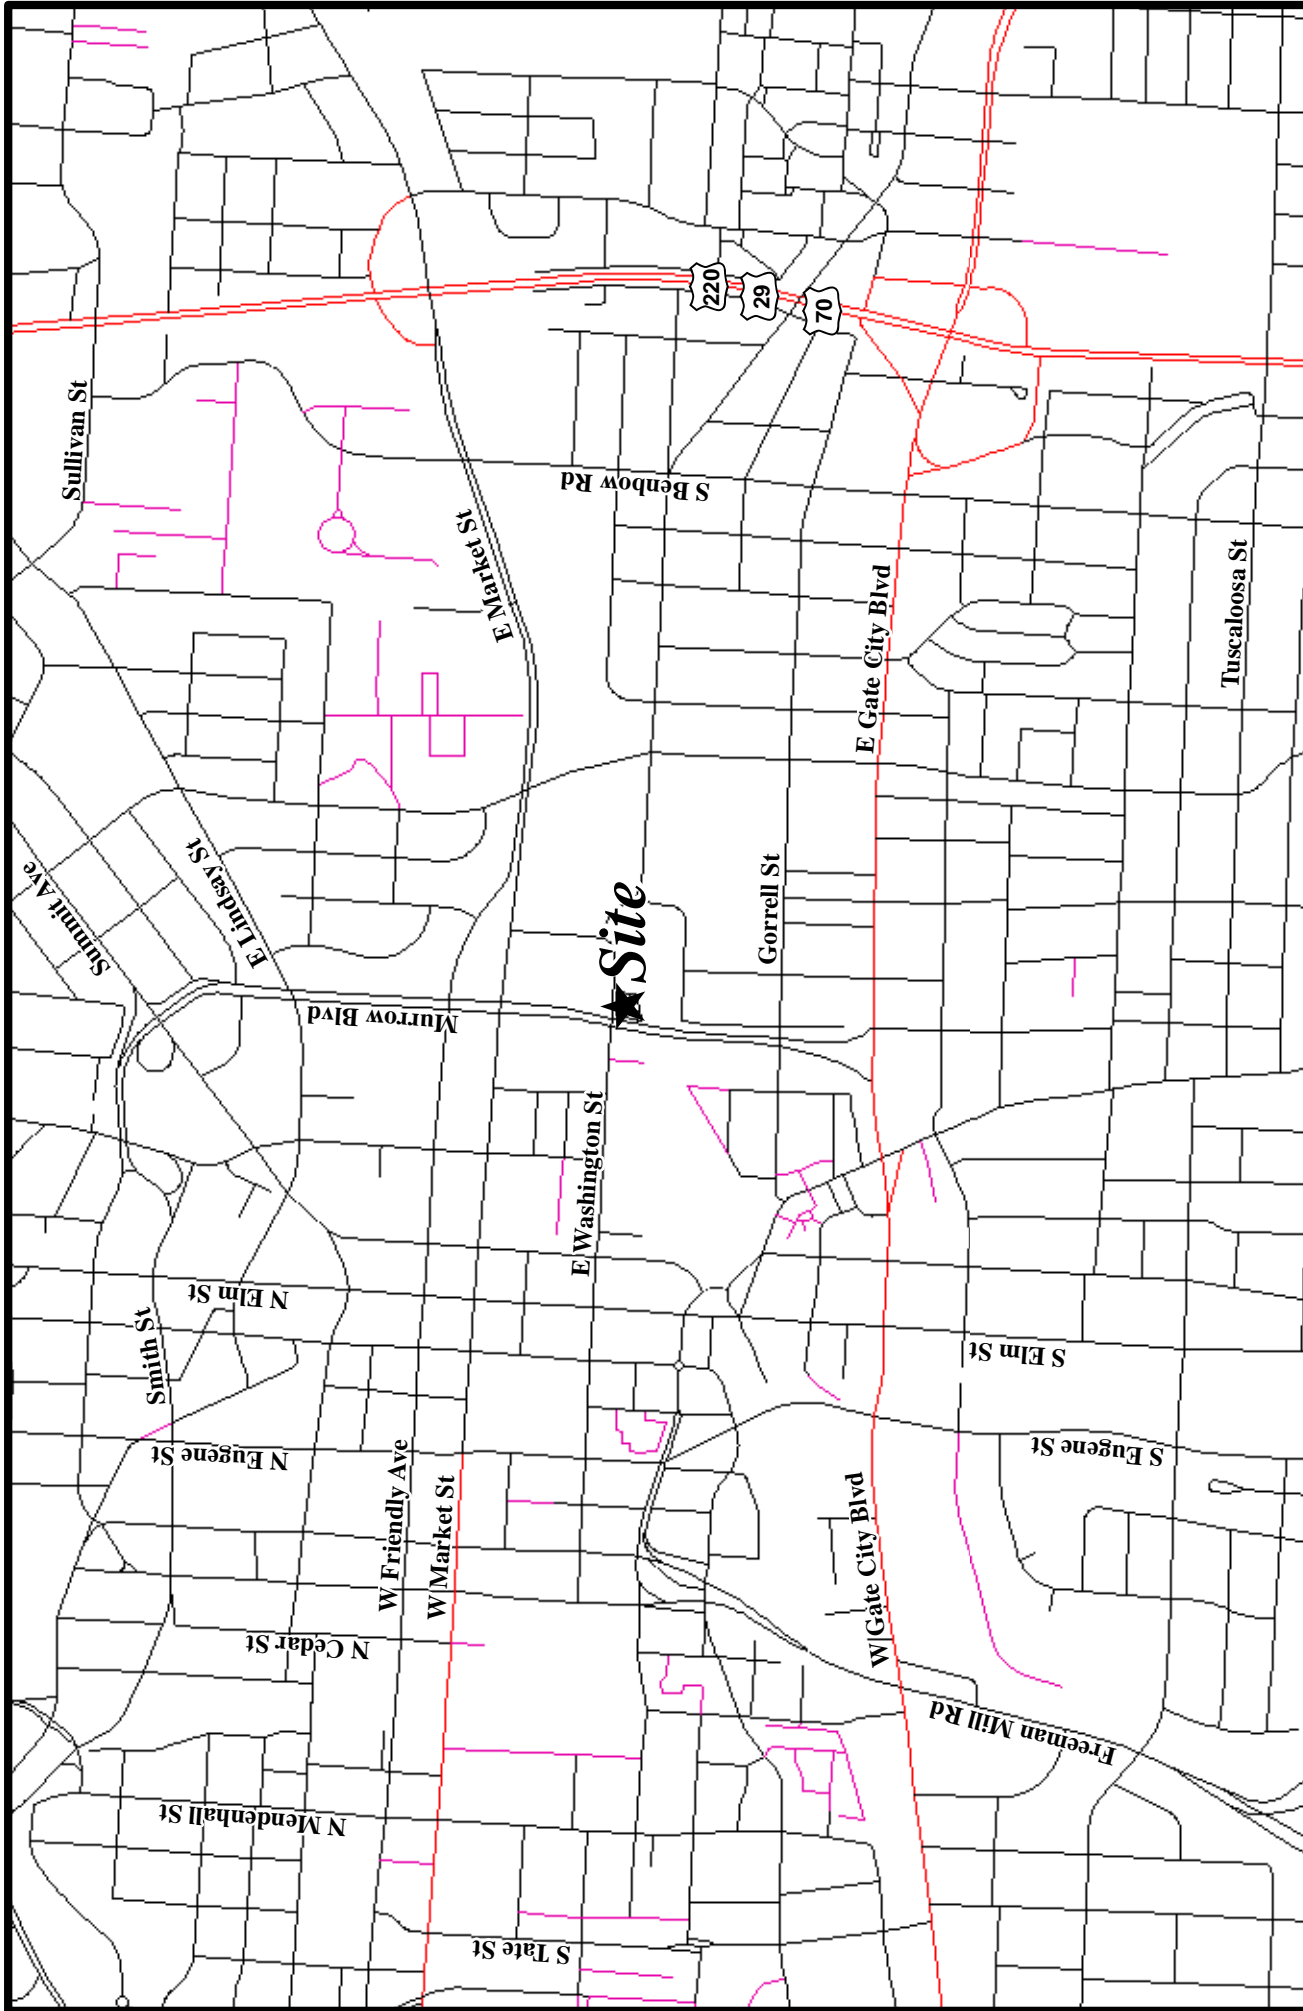 Sullivan St
220
29
70
S Benbow Rd
E Market St
E Gate City Blvd
Tuscaloosa St
Summit Ave
E Lindsay St
Gorrell St
Site
Murrow Blvd
E Washington St
N Elm St
Smith St
S Elm St
N Eugene St
S Eugene St
W Friendly Ave
W Market St
W Gate City Blvd
N Cedar St
Freeman Mill Rd
N Mendenhall St
S Tate St